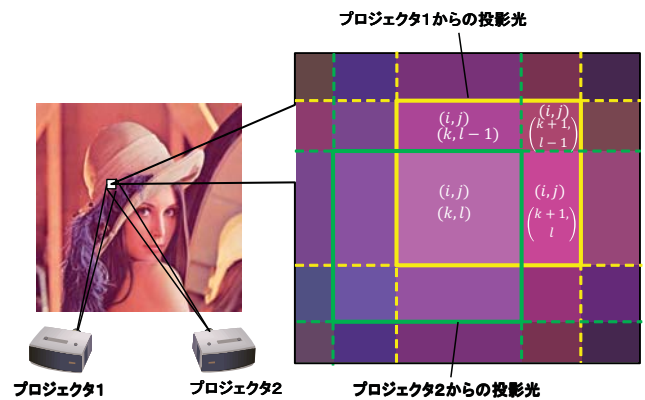 プロジェクタ1からの投影光
(i, j)
(k, l − 1)
(i, j)
(k + 1,
l − 1)
(i, j)
(k, l)
(i, j)
(k + 1,
l)
プロジェクタ1
プロジェクタ2
プロジェクタ2からの投影光